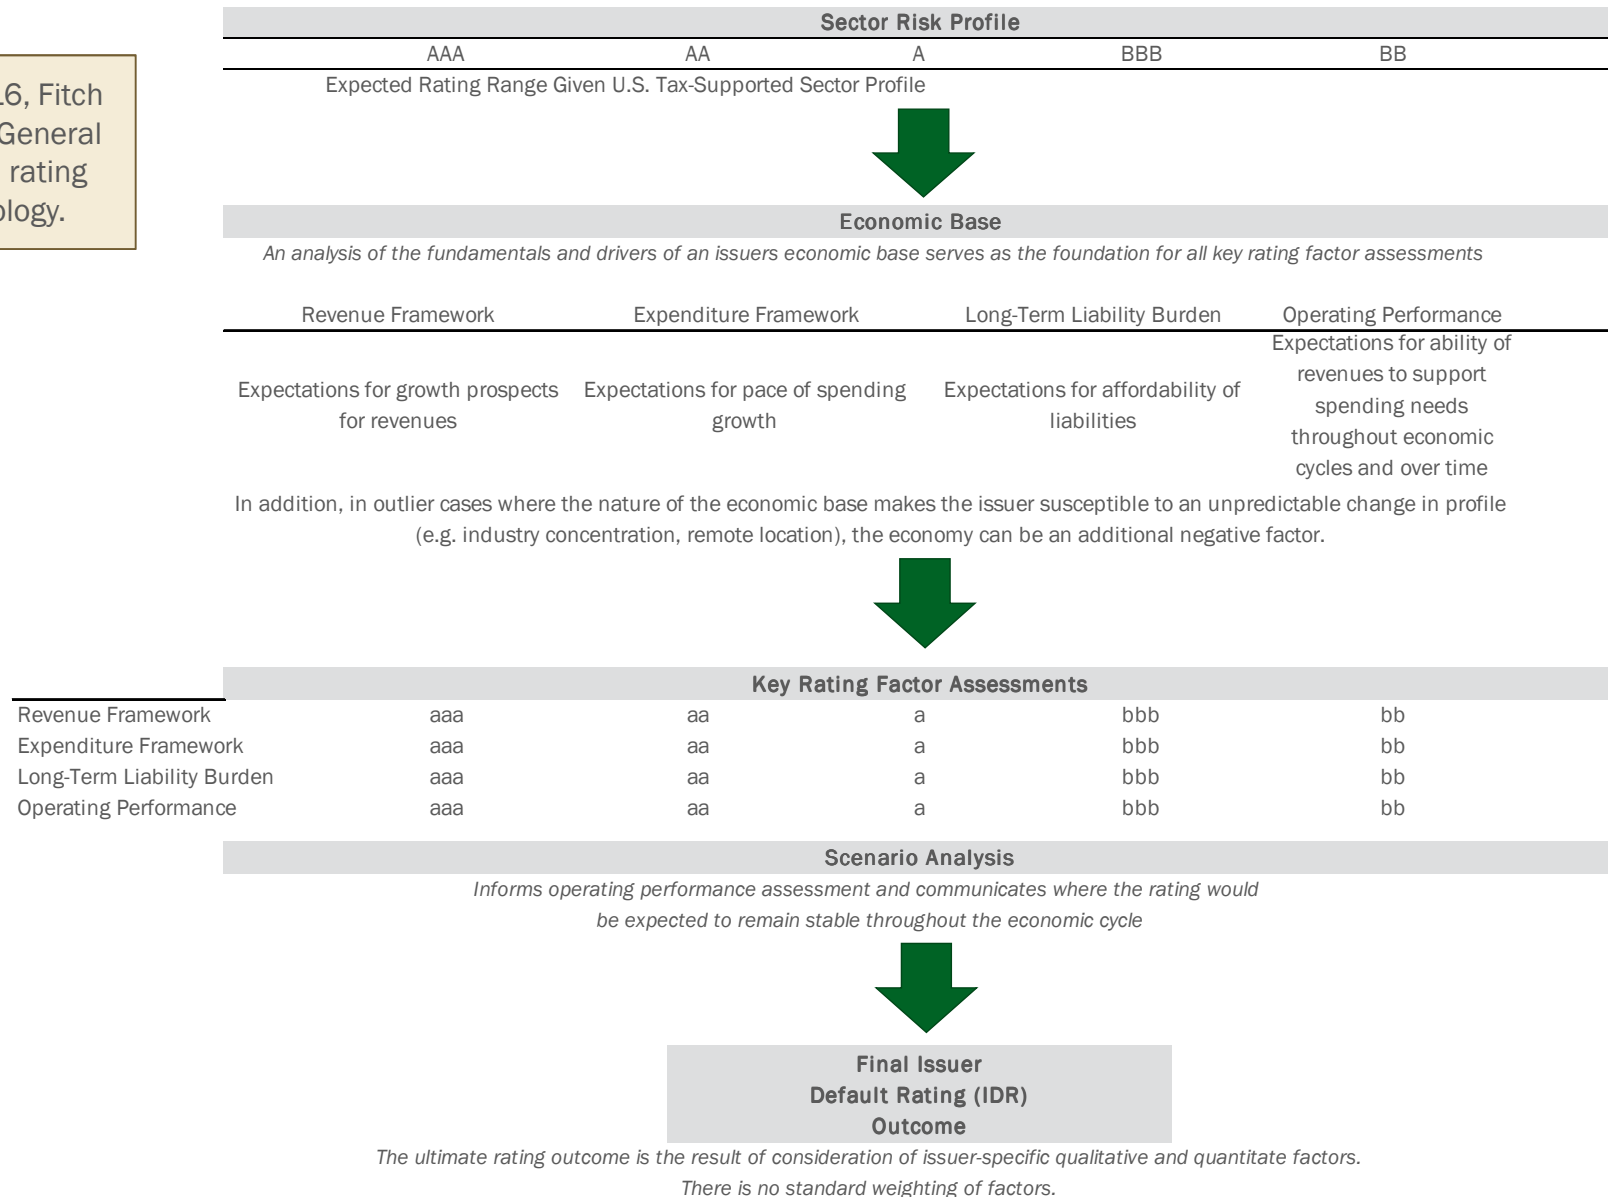 Sector Risk Profile
AAA AA A BBB BB
Expected Rating Range Given U.S. Tax-Supported Sector Profile
16, Fitch
General
rating
ology.
Economic Base
An analysis of the fundamentals and drivers of an issuers economic base serves as the foundation for all key rating factor assessments
Revenue Framework Expenditure Framework Long-Term Liability Burden Operating Performance
Expectations for growth prospects
for revenues
Expectations for pace of spending
growth
Expectations for affordability of
liabilities
Expectations for ability of
revenues to support
spending needs
throughout economic
cycles and over time
In addition, in outlier cases where the nature of the economic base makes the issuer susceptible to an unpredictable change in profile
(e.g. industry concentration, remote location), the economy can be an additional negative factor.
Key Rating Factor Assessments
Revenue Framework aaa aa a bbb bb
Expenditure Framework aaa aa a bbb bb
Long-Term Liability Burden aaa aa a bbb bb
Operating Performance aaa aa a bbb bb
Scenario Analysis
Informs operating performance assessment and communicates where the rating would
be expected to remain stable throughout the economic cycle
Final Issuer
Default Rating (IDR)
Outcome
The ultimate rating outcome is the result of consideration of issuer-specific qualitative and quantitate factors.
There is no standard weighting of factors.